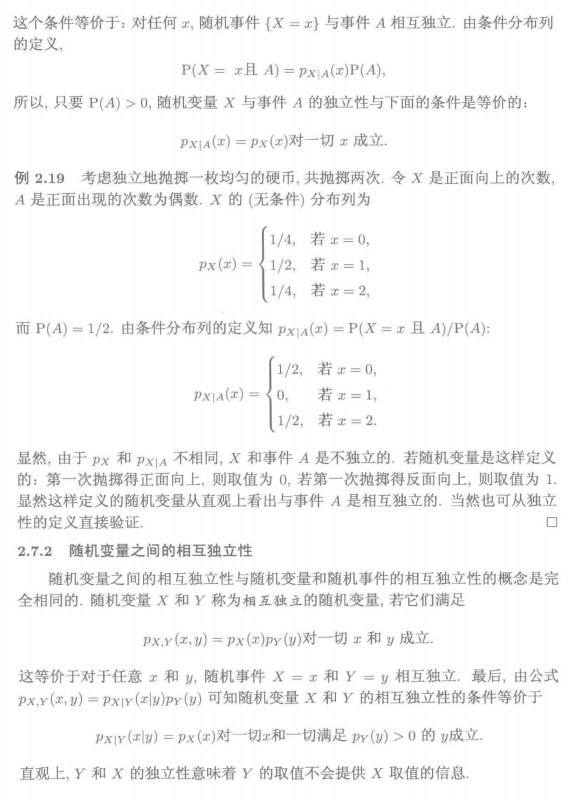 这个条件等价于: 对任何 x, 随机事件 {X = x} 与事件 A 相互独立. 由条件分布列
的定义,
P(X = x且 A) = p_{X|A}(x)P(A),
所以, 只要 P(A) > 0, 随机变量 X 与事件 A 的独立性与下面的条件是等价的:
p_{X|A}(x) = p_X(x)对一切 x 成立.
例 2.19 考虑独立地抛掷一枚均匀的硬币, 共抛掷两次. 令 X 是正面向上的次数,
A 是正面出现的次数为偶数. X 的 (无条件) 分布列为
p_X(x) = {
1/4, 若 x = 0,
1/2, 若 x = 1,
1/4, 若 x = 2,
而 P(A) = 1/2. 由条件分布列的定义知 p_{X|A}(x) = P(X = x 且 A)/P(A):
p_{X|A}(x) = {
1/2, 若 x = 0,
0, 若 x = 1,
1/2, 若 x = 2.
显然, 由于 p_X 和 p_{X|A} 不相同, X 和事件 A 是不独立的. 若随机变量是这样定义
的: 第一次抛掷得正面向上, 则取值为 0, 若第一次抛掷得反面向上, 则取值为 1.
显然这样定义的随机变量从直观上看出与事件 A 是相互独立的. 当然也可从独立
性的定义直接验证. □
2.7.2 随机变量之间的相互独立性
随机变量之间的相互独立性与随机变量和随机事件的相互独立性的概念是完
全相同的. 随机变量 X 和 Y 称为相互独立的随机变量, 若它们满足
p_{X,Y}(x, y) = p_X(x)p_Y(y)对一切 x 和 y 成立.
这等价于对于任意 x 和 y, 随机事件 X = x 和 Y = y 相互独立. 最后, 由公式
p_{X,Y}(x, y) = p_{X|Y}(x|y)p_Y(y) 可知随机变量 X 和 Y 的相互独立性的条件等价于
p_{X|Y}(x|y) = p_X(x)对一切x和一切满足 p_Y(y) > 0 的 y成立.
直观上, Y 和 X 的独立性意味着 Y 的取值不会提供 X 取值的信息.